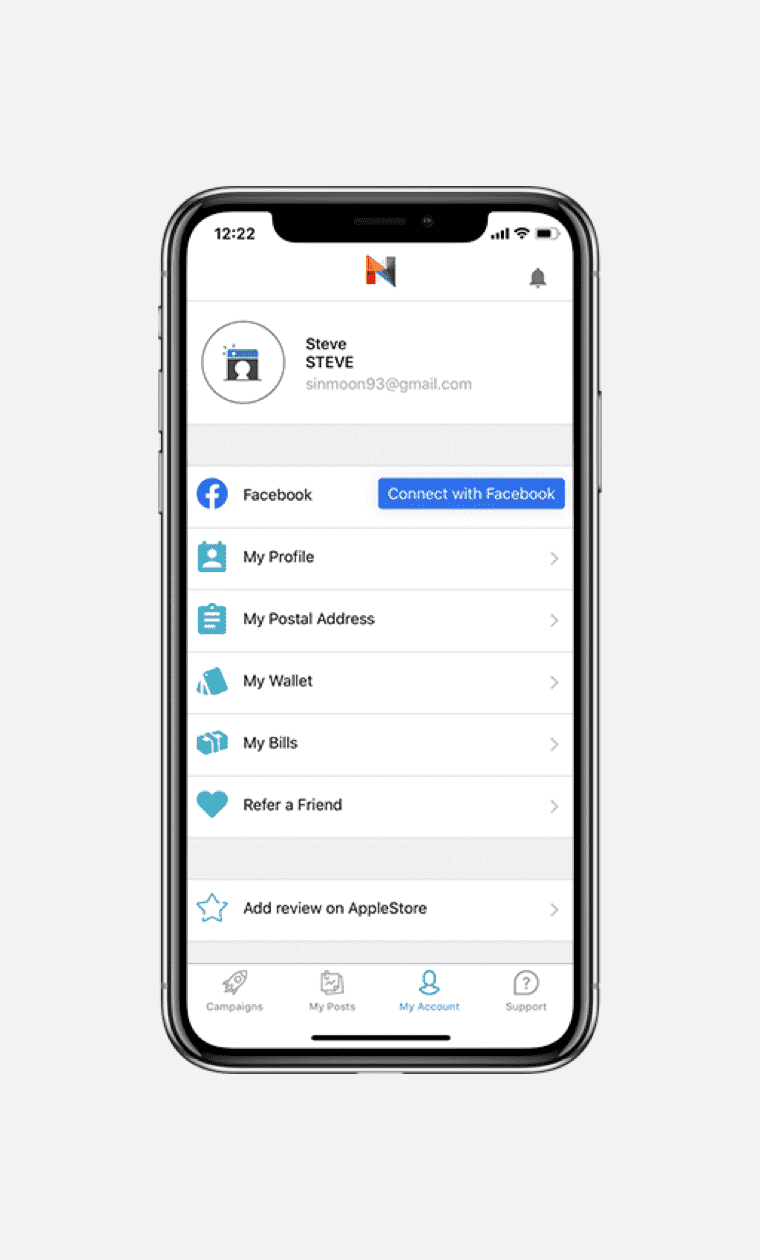 12:22
Steve
STEVE
sinmoon93@gmail.com
Facebook
Connect with Facebook
My Profile
My Postal Address
My Wallet
My Bills
Refer a Friend
Add review on AppleStore
Campaigns
My Posts
My Account
Support